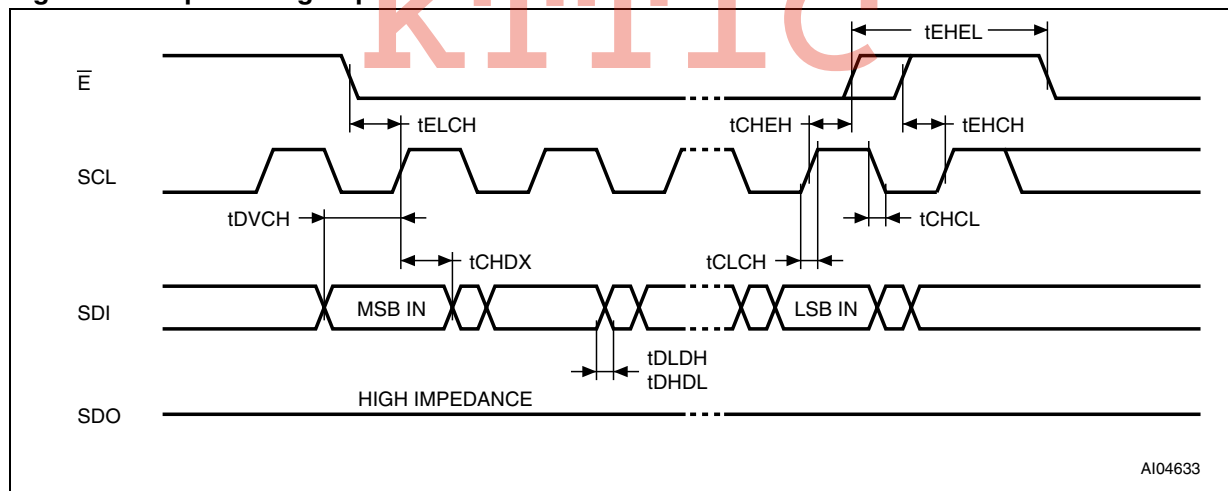 KTTIC
tEHEL
E
tELCH
tCHEH
tEHCH
SCL
tDVCH
tCHCL
tCHDX
tCLCH
SDI
MSB IN
LSB IN
tDLDH
tDHDL
HIGH IMPEDANCE
SDO
AI04633